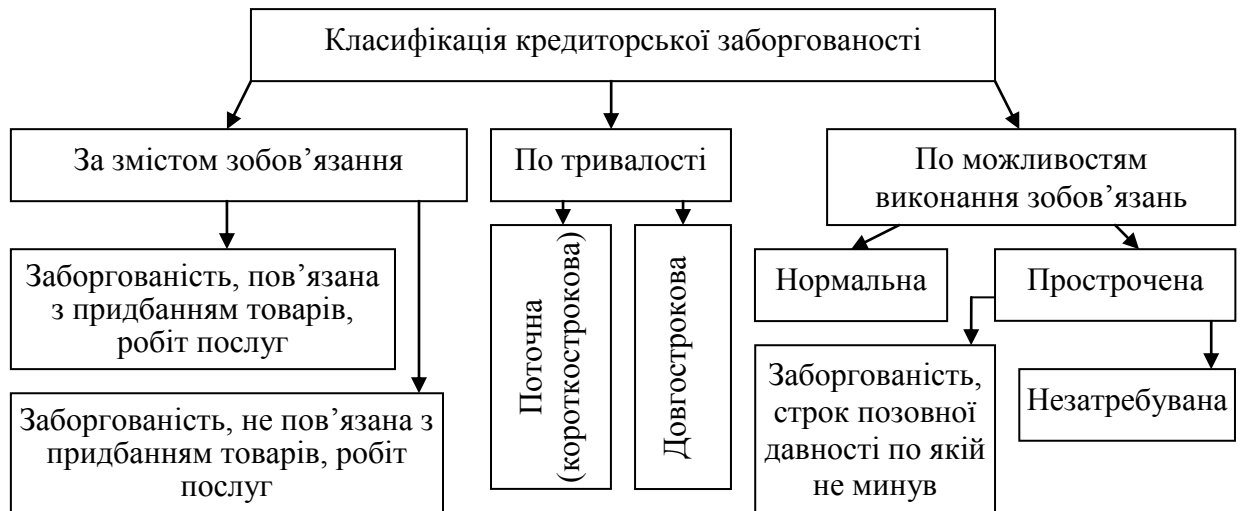 Класифікація кредиторської заборгованості
За змістом зобов’язання
По тривалості
По можливостям
виконання зобов’язань
Заборгованість, пов’язана
з придбанням товарів,
робіт послуг
Заборгованість, не пов’язана з
придбанням товарів, робіт
послуг
Поточна
(короткострокова)
Довгострокова
Нормальна
Прострочена
Заборгованість,
строк позовної
давності по якій
не минув
Незатребувана